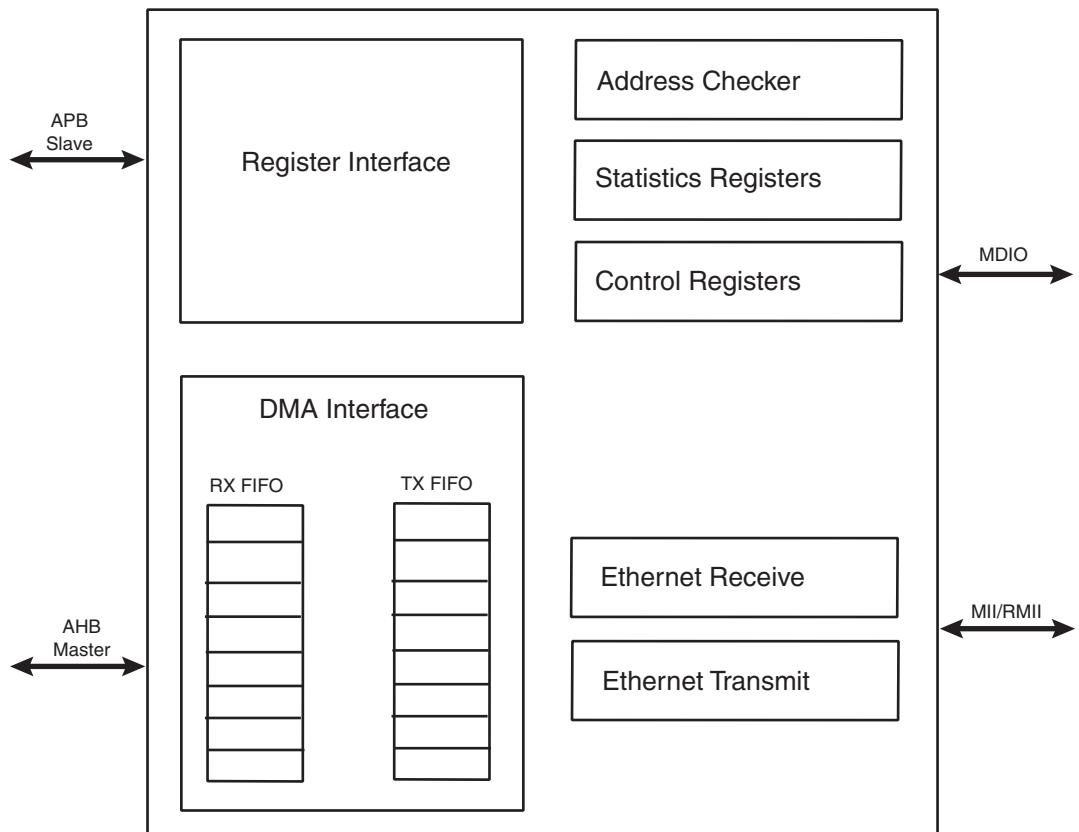 Address Checker
APB
Slave
Register Interface
Statistics Registers
Control Registers
MDIO
DMA Interface
RX FIFO
TX FIFO
Ethernet Receive
MII/RMII
AHB
Master
Ethernet Transmit